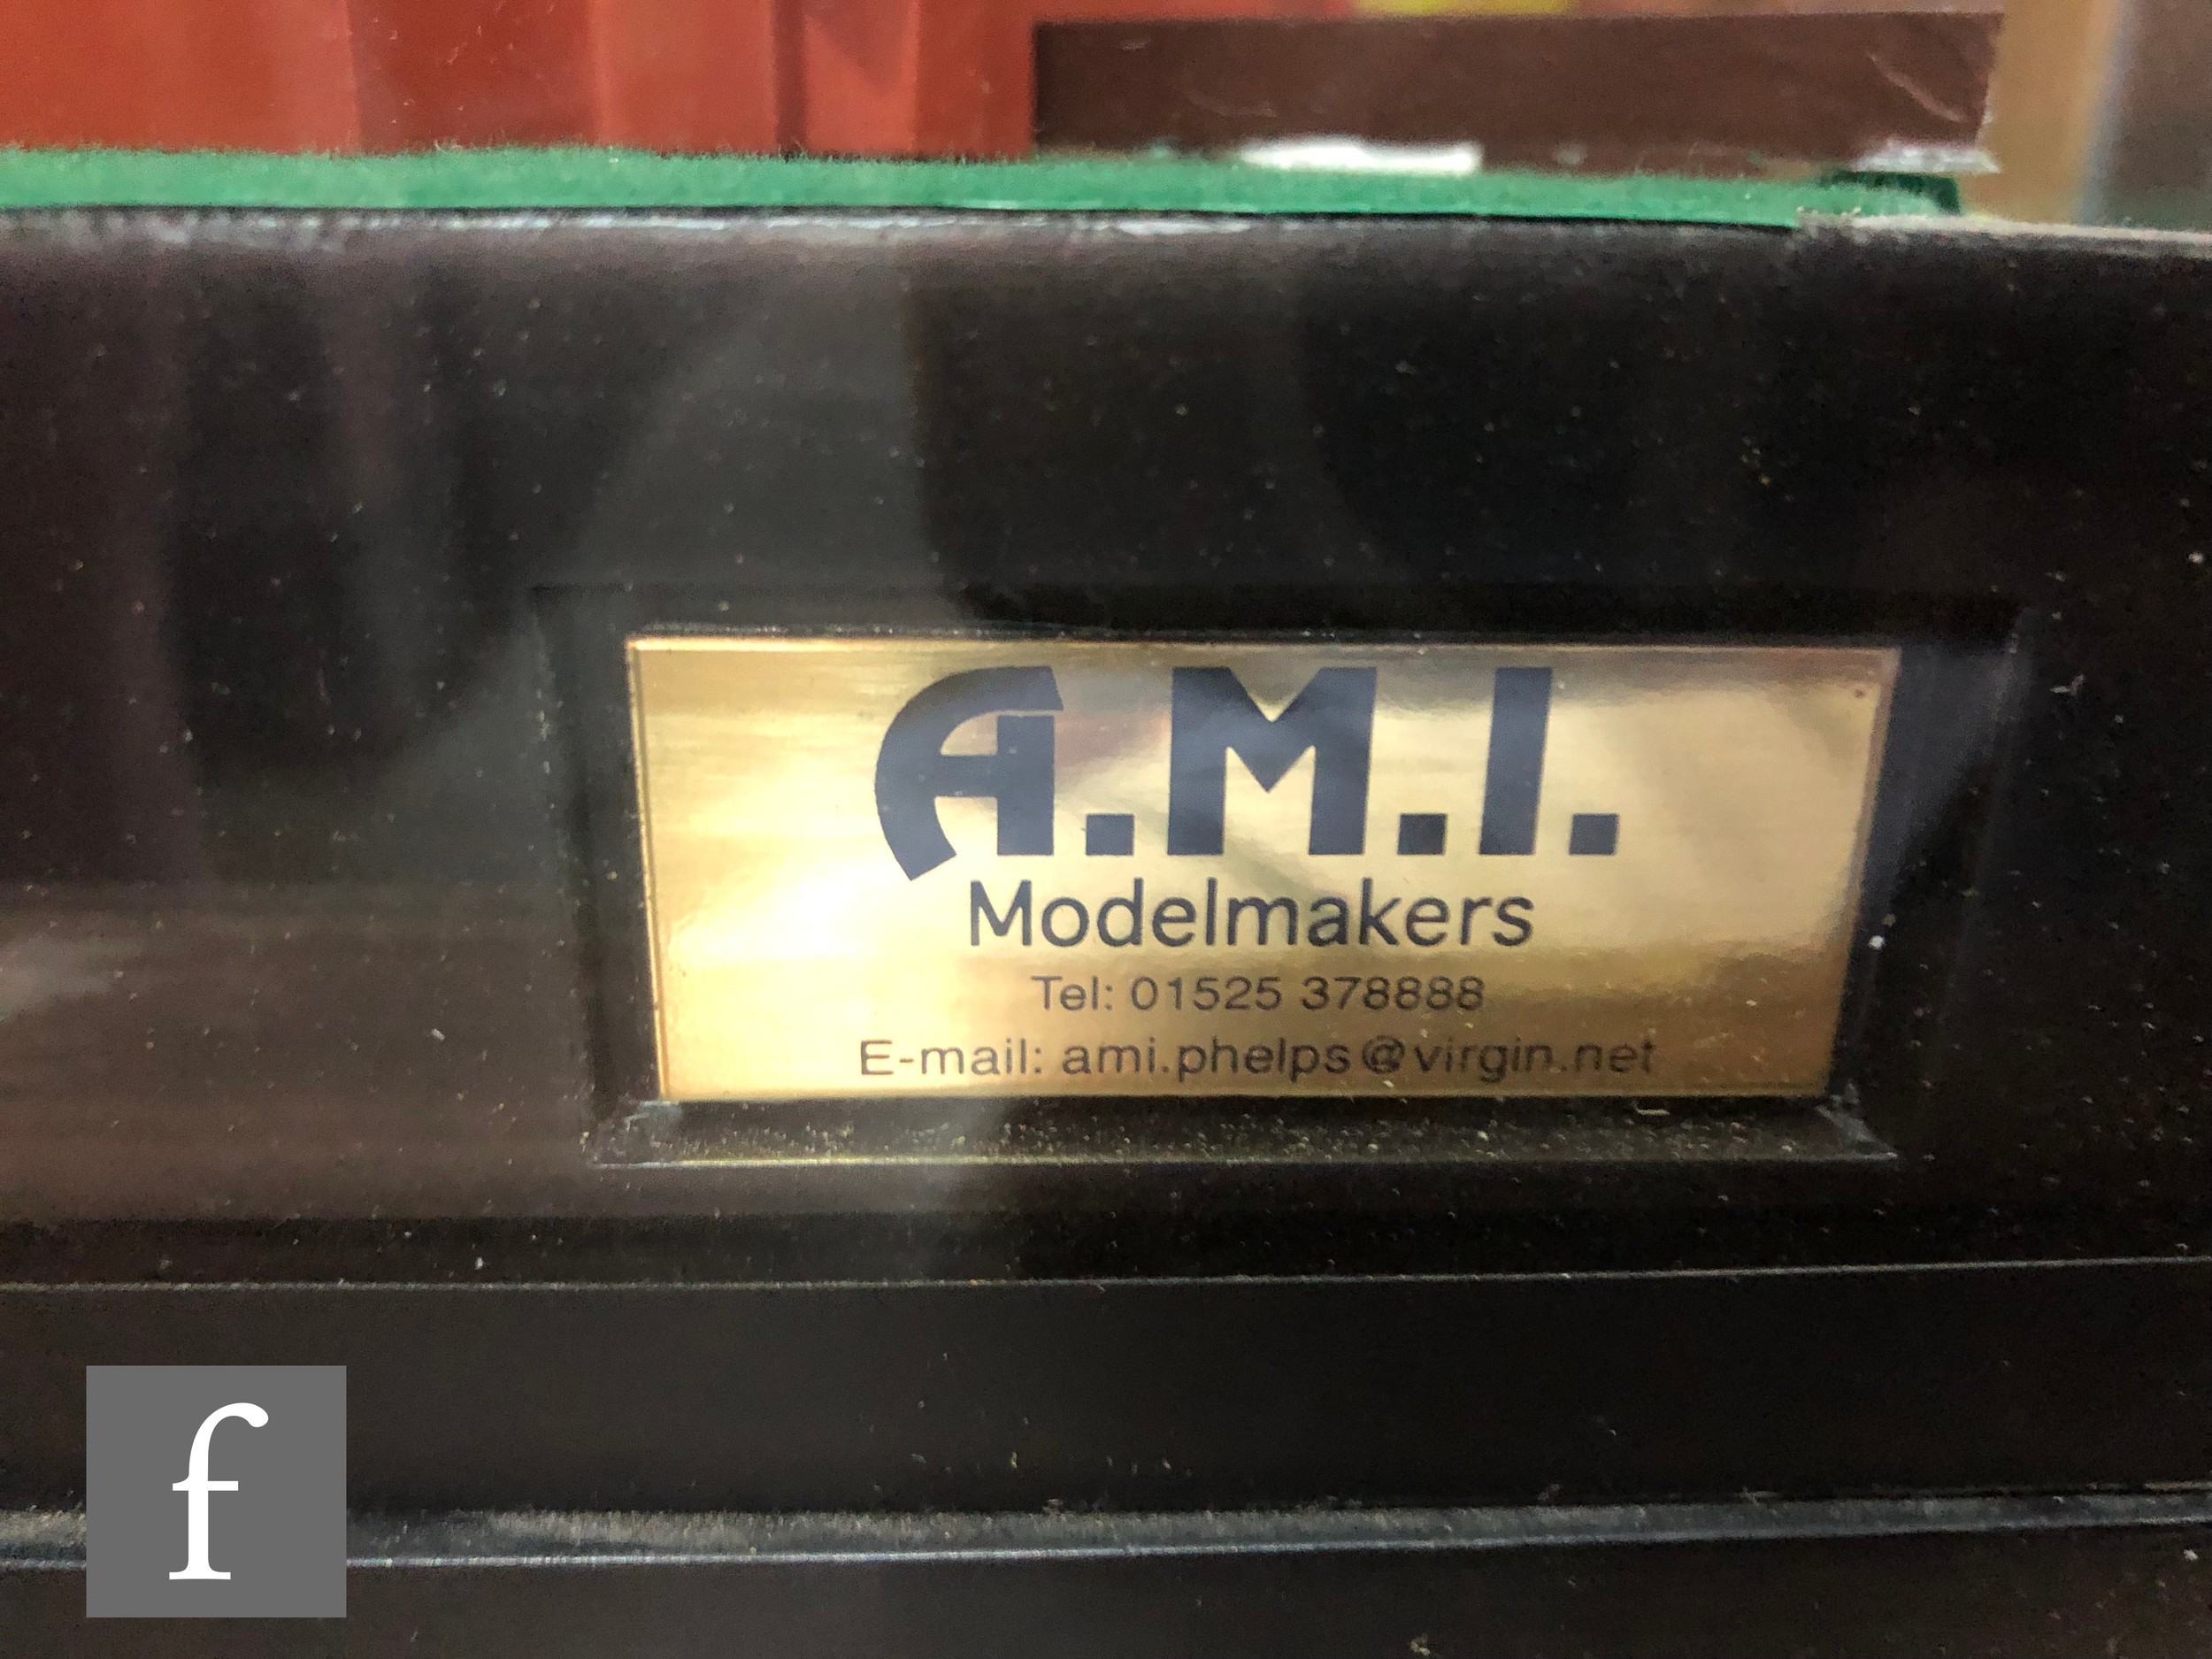 A.M.I.
Modelmakers
Tel: 01525 378888
E-mail: ami.phelps@virgin.net
f